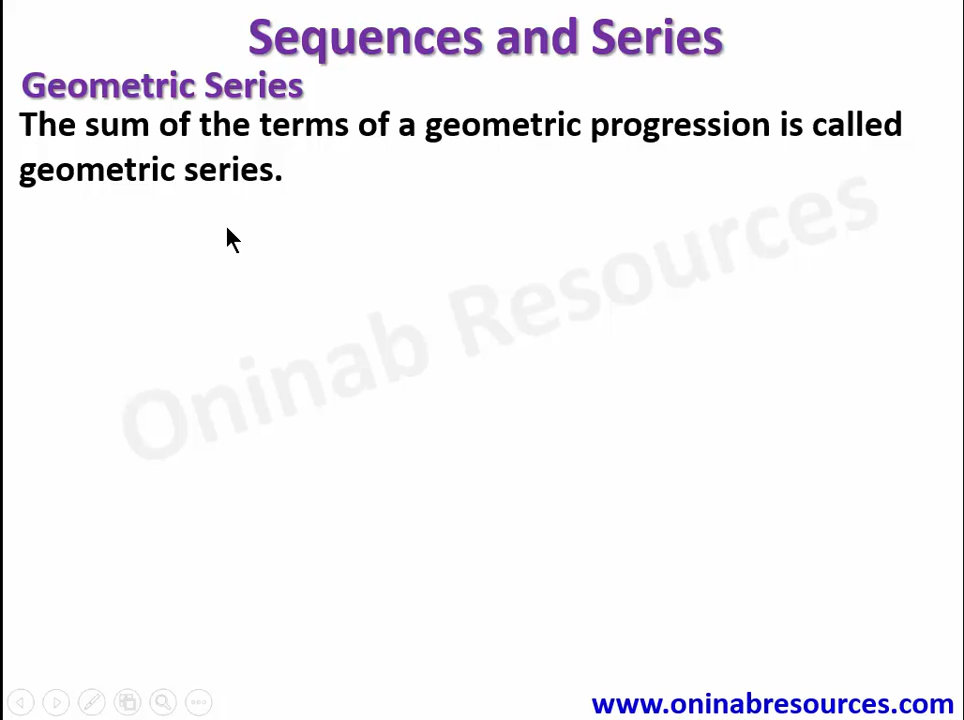 Sequences and Series
Geometric Series
The sum of the terms of a geometric progression is called
geometric series.
Oninab Resources
www.oninabresources.com